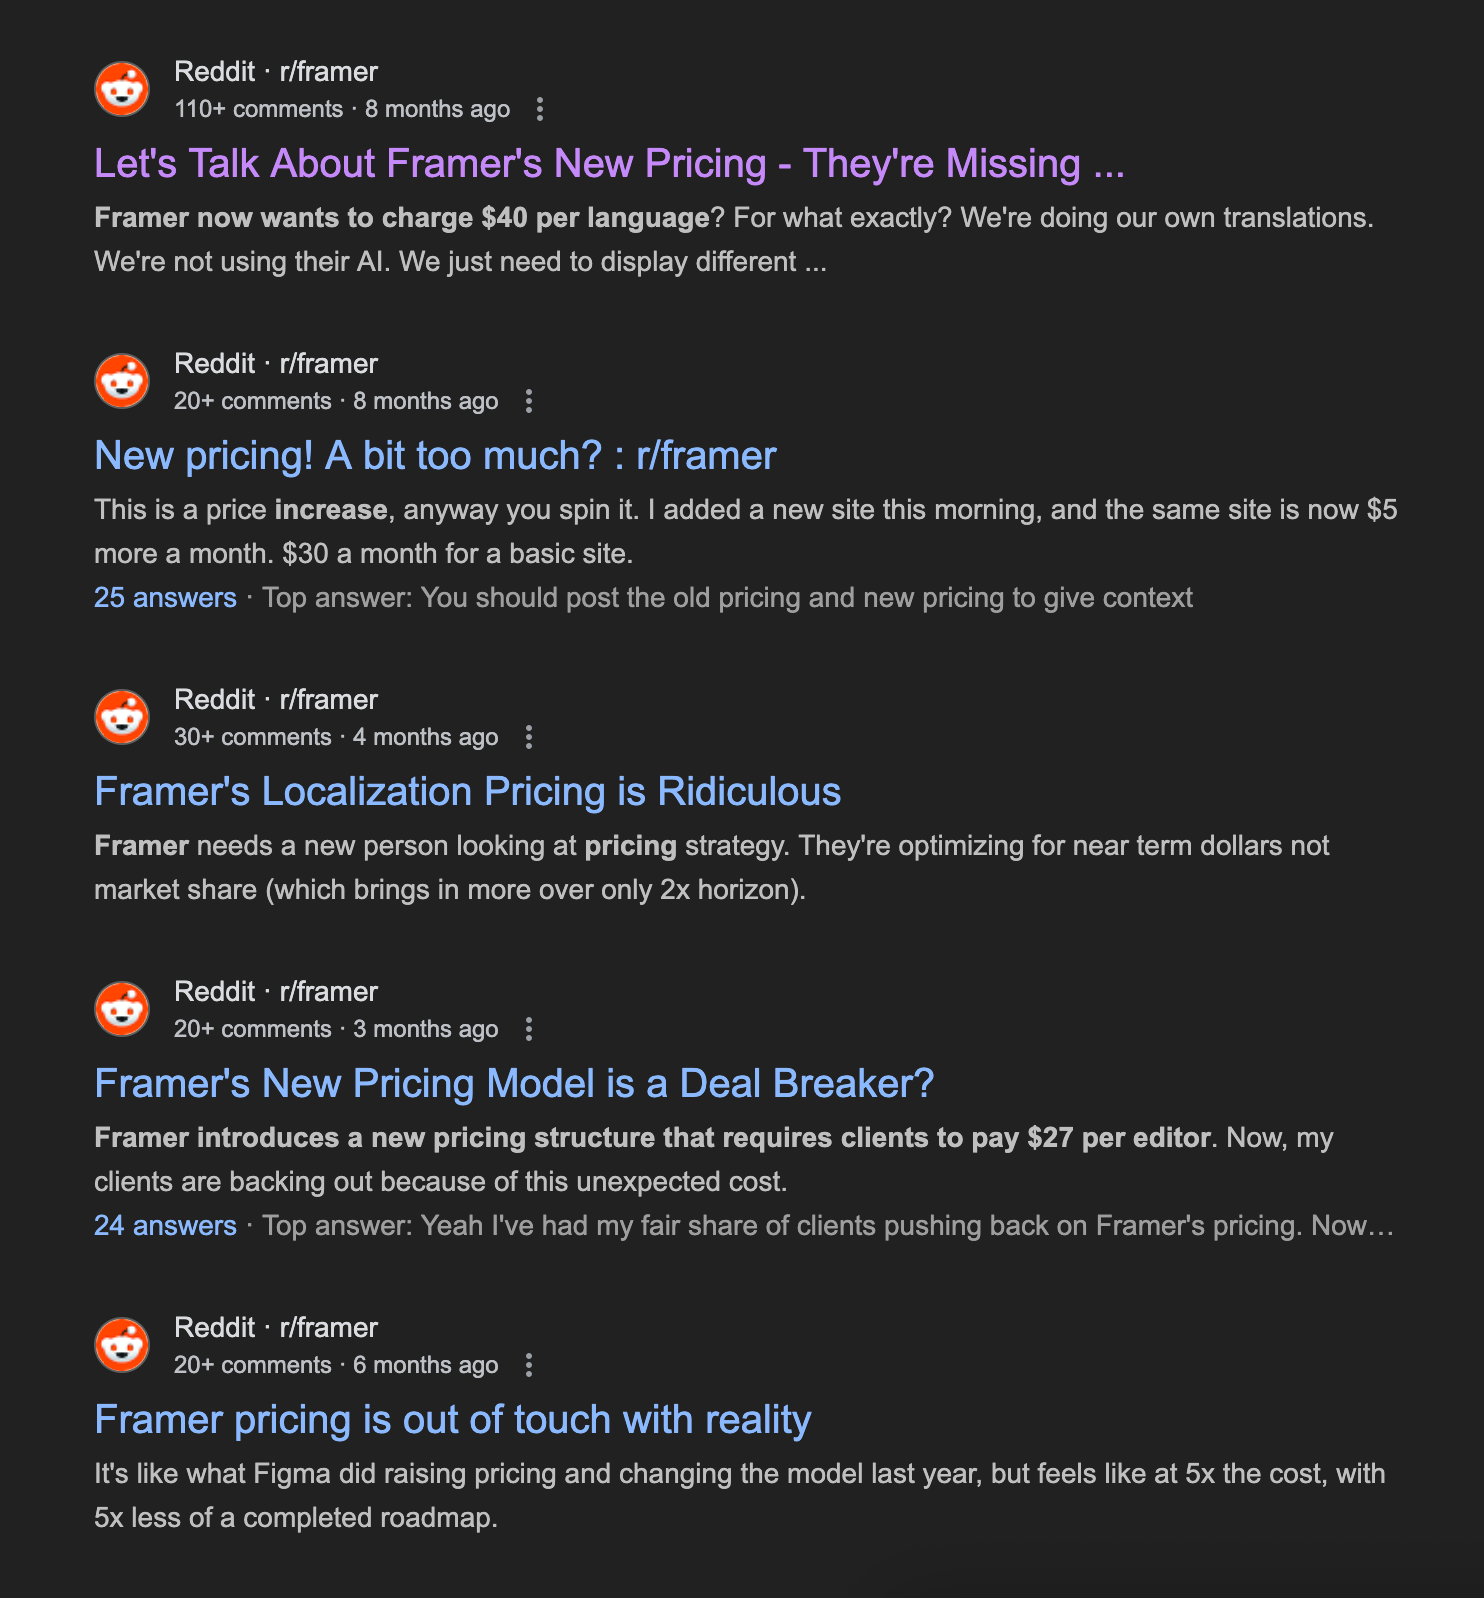 Reddit · r/framer
110+ comments · 8 months ago
Let's Talk About Framer's New Pricing - They're Missing ...
Framer now wants to charge $40 per language? For what exactly? We're doing our own translations.
We're not using their AI. We just need to display different ...
Reddit · r/framer
20+ comments · 8 months ago
New pricing! A bit too much? : r/framer
This is a price increase, anyway you spin it. I added a new site this morning, and the same site is now $5
more a month. $30 a month for a basic site.
25 answers · Top answer: You should post the old pricing and new pricing to give context
Reddit · r/framer
30+ comments · 4 months ago
Framer's Localization Pricing is Ridiculous
Framer needs a new person looking at pricing strategy. They're optimizing for near term dollars not
market share (which brings in more over only 2x horizon).
Reddit · r/framer
20+ comments · 3 months ago
Framer's New Pricing Model is a Deal Breaker?
Framer introduces a new pricing structure that requires clients to pay $27 per editor. Now, my
clients are backing out because of this unexpected cost.
24 answers · Top answer: Yeah I've had my fair share of clients pushing back on Framer's pricing. Now...
Reddit · r/framer
20+ comments · 6 months ago
Framer pricing is out of touch with reality
It's like what Figma did raising pricing and changing the model last year, but feels like at 5x the cost, with
5x less of a completed roadmap.